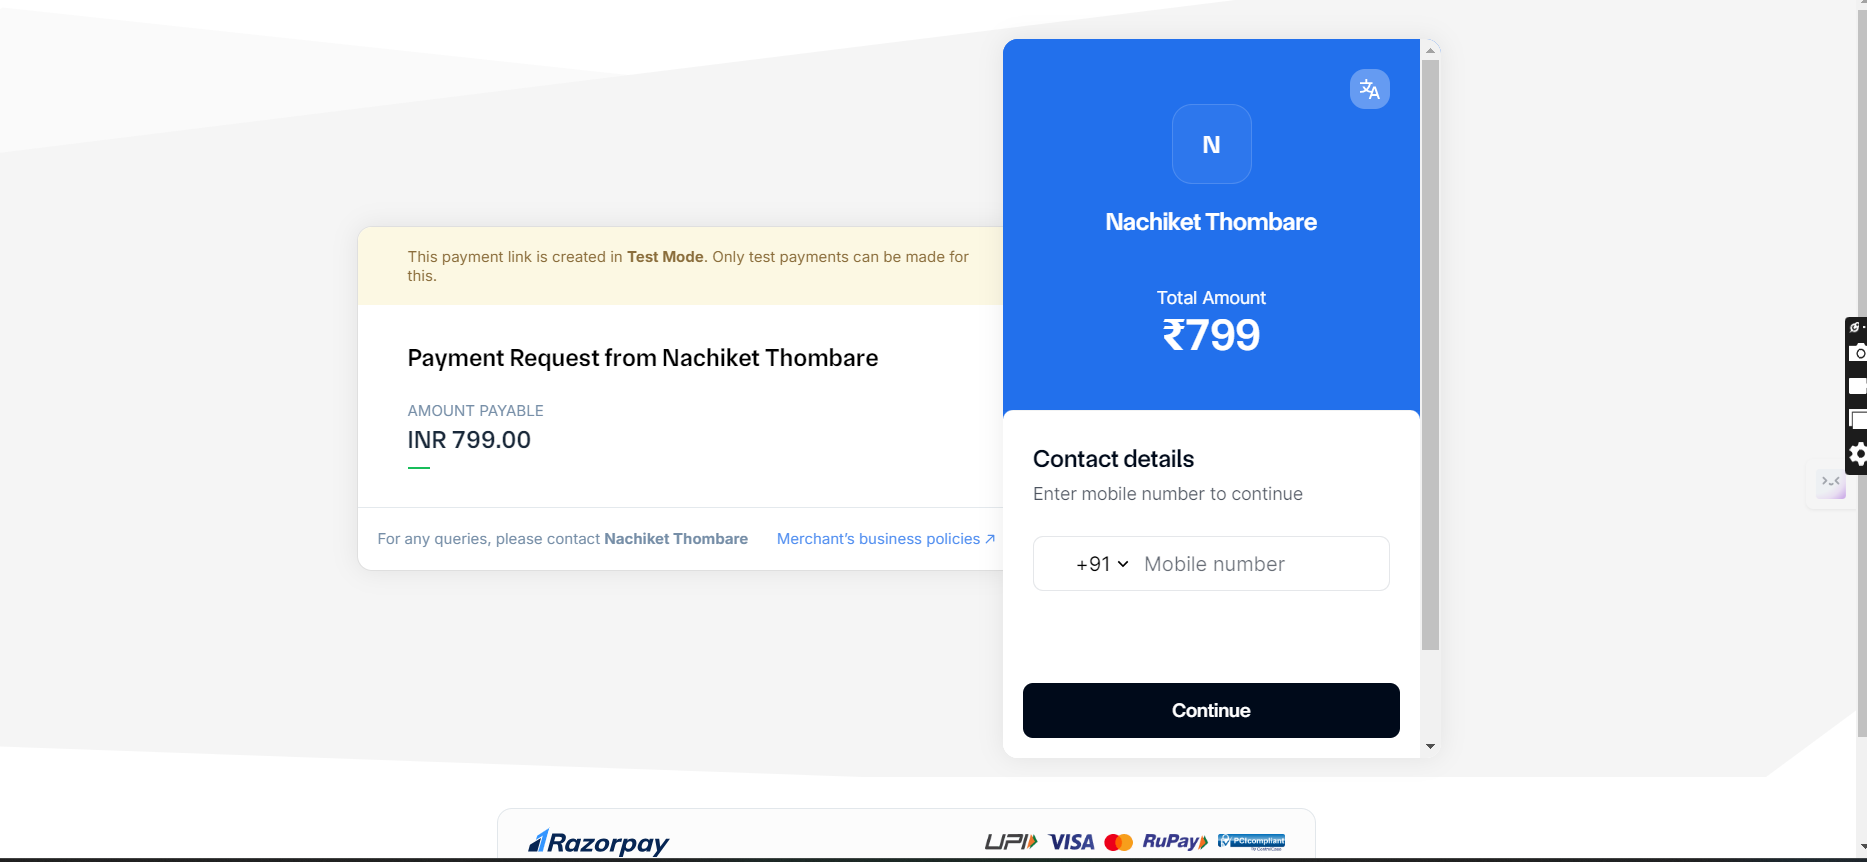 This payment link is created in Test Mode. Only test payments can be made for
this.
Payment Request from Nachiket Thombare
AMOUNT PAYABLE
INR 799.00
For any queries, please contact Nachiket Thombare
Merchant's business policies ↗
N
Nachiket Thombare
Total Amount
₹799
Contact details
Enter mobile number to continue
+91 Mobile number
Continue
Razorpay
UPI VISA RuPay PCI compliant